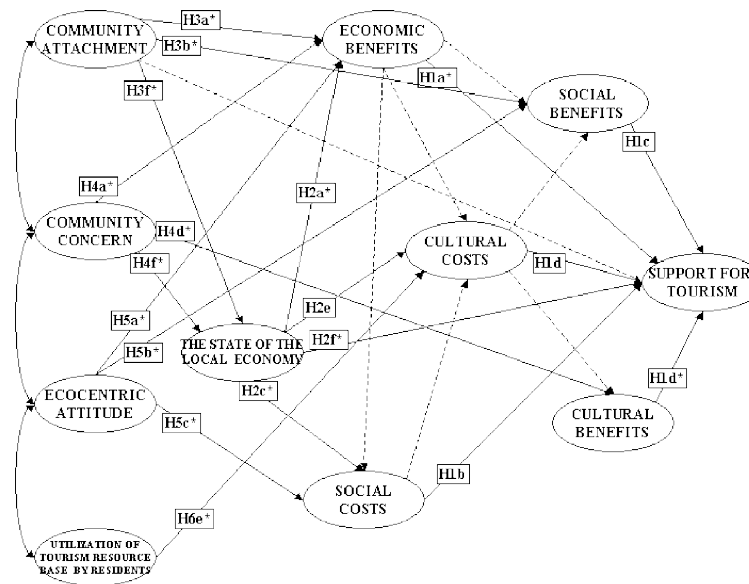 COMMUNITY
ATTACHMENT
H3a*
H3b*
ECONOMIC
BENEFITS
H1a*
H3f*
SOCIAL
BENEFITS
H1c
H4a*
H2a*
COMMUNITY
CONCERN
H4d*
H4f*
CULTURAL
COSTS
H1d
SUPPORT FOR
TOURISM
H5a*
H5b*
H2e
THE STATE OF THE
LOCAL ECONOMY
H2f*
H2c*
ECOCENTRIC
ATTITUDE
H5c*
H1d*
CULTURAL
BENEFITS
H1b
SOCIAL
COSTS
H6e*
UTILIZATION OF
TOURISM RESOURCE
BASE BY RESIDENTS